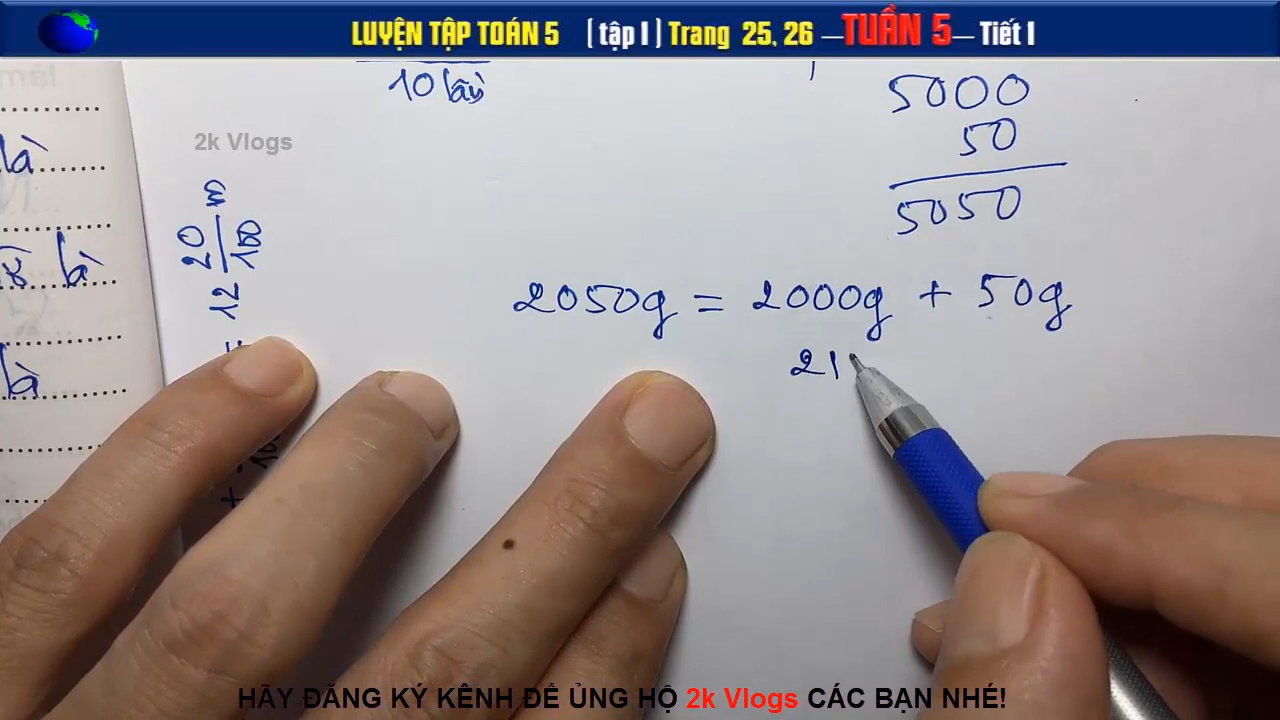 LUYỆN TẬP TOÁN 5 ( tập I ) Trang 25, 26 –TUẦN 5– Tiết I
10 lần
5000
50
5050
2k Vlogs
là
là
là
12 20/100 m
2050g = 2000g + 50g
21
HÃY ĐĂNG KÝ KÊNH ĐỂ ỦNG HỘ 2k Vlogs CÁC BẠN NHÉ!